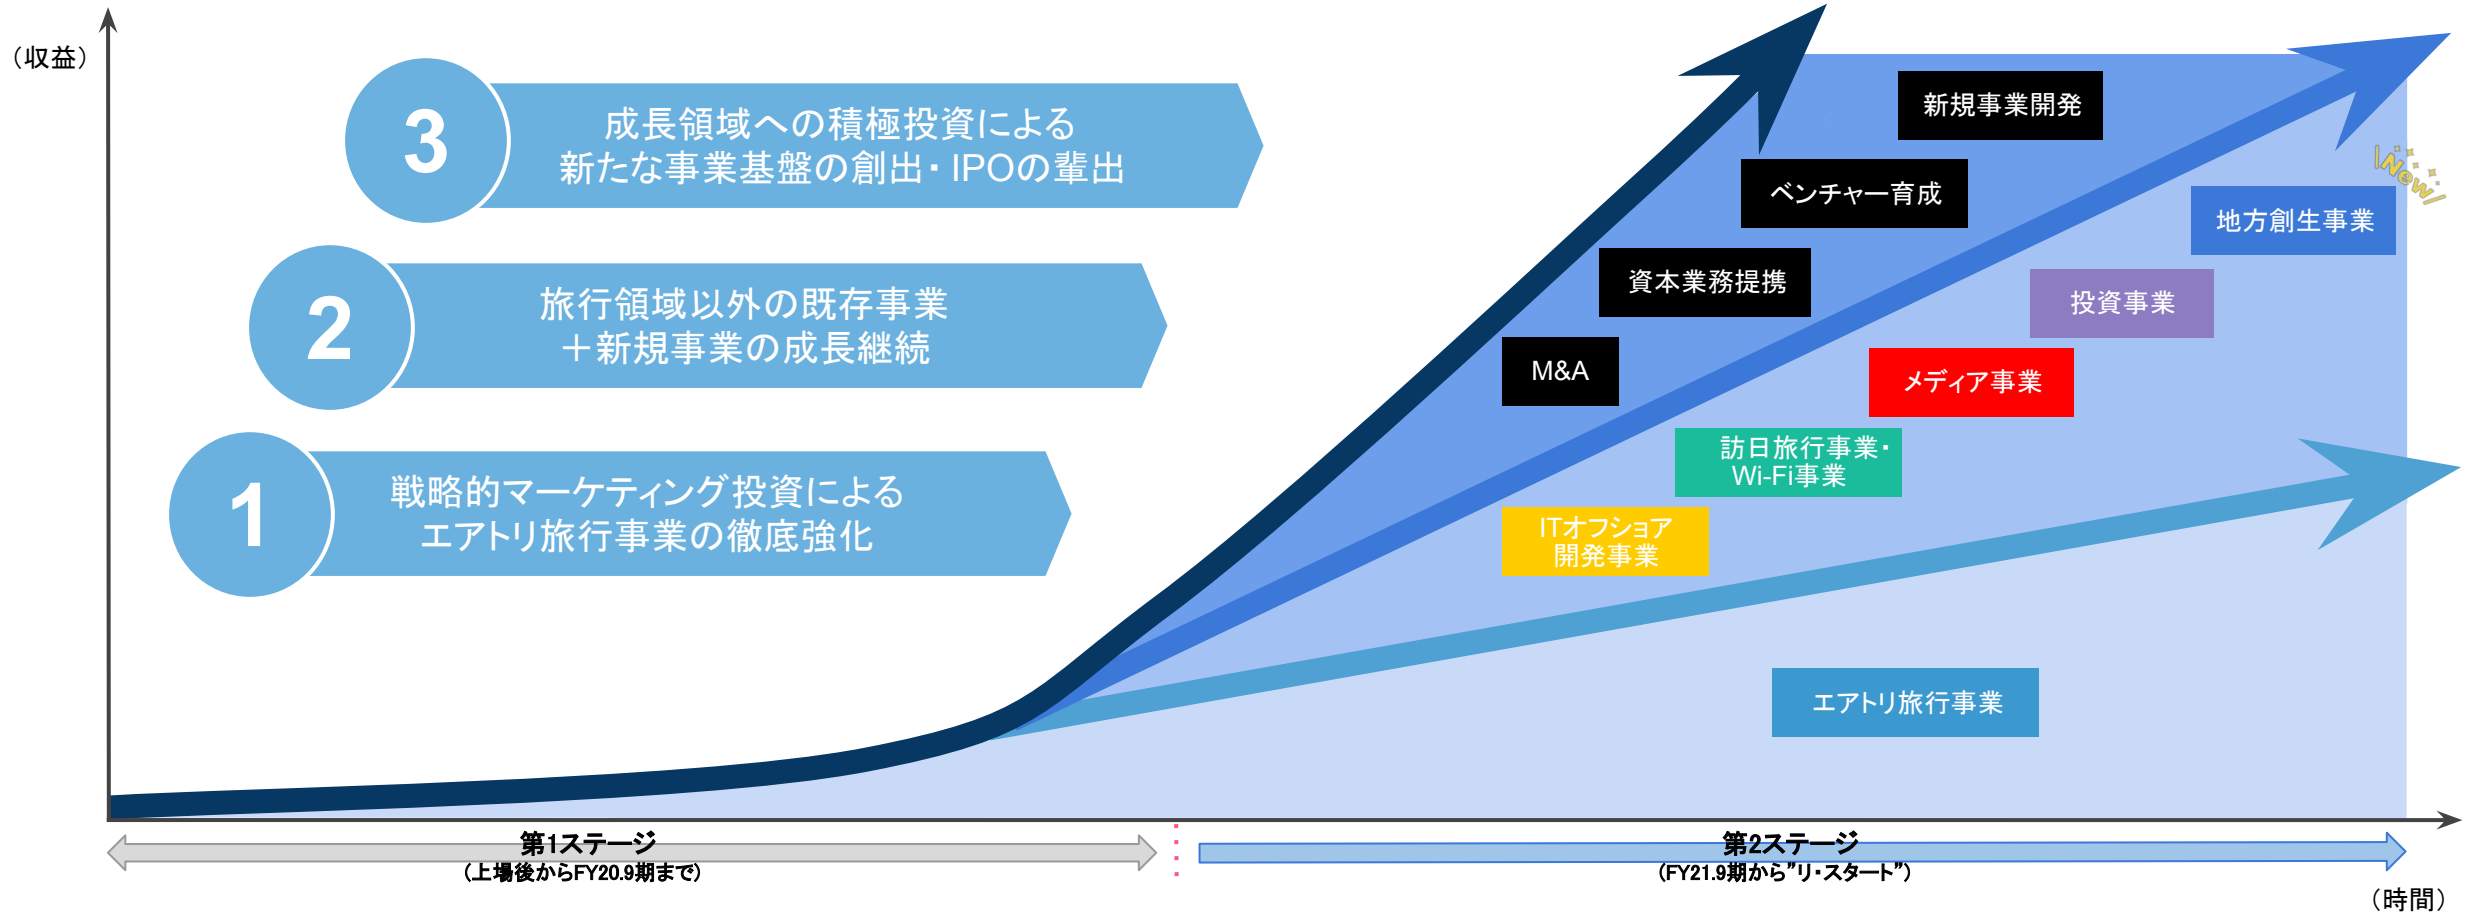 （収益）
3
成長領域への積極投資による
新たな事業基盤の創出・IPOの輩出
2
旅行領域以外の既存事業
＋新規事業の成長継続
1
戦略的マーケティング投資による
エアトリ旅行事業の徹底強化
新規事業開発
ベンチャー育成
資本業務提携
M&A
New
地方創生事業
投資事業
メディア事業
訪日旅行事業・
Wi-Fi事業
ITオフショア
開発事業
エアトリ旅行事業
第1ステージ
（上場後からFY20.9期まで）
第2ステージ
（FY21.9期から”リ・スタート”）
（時間）